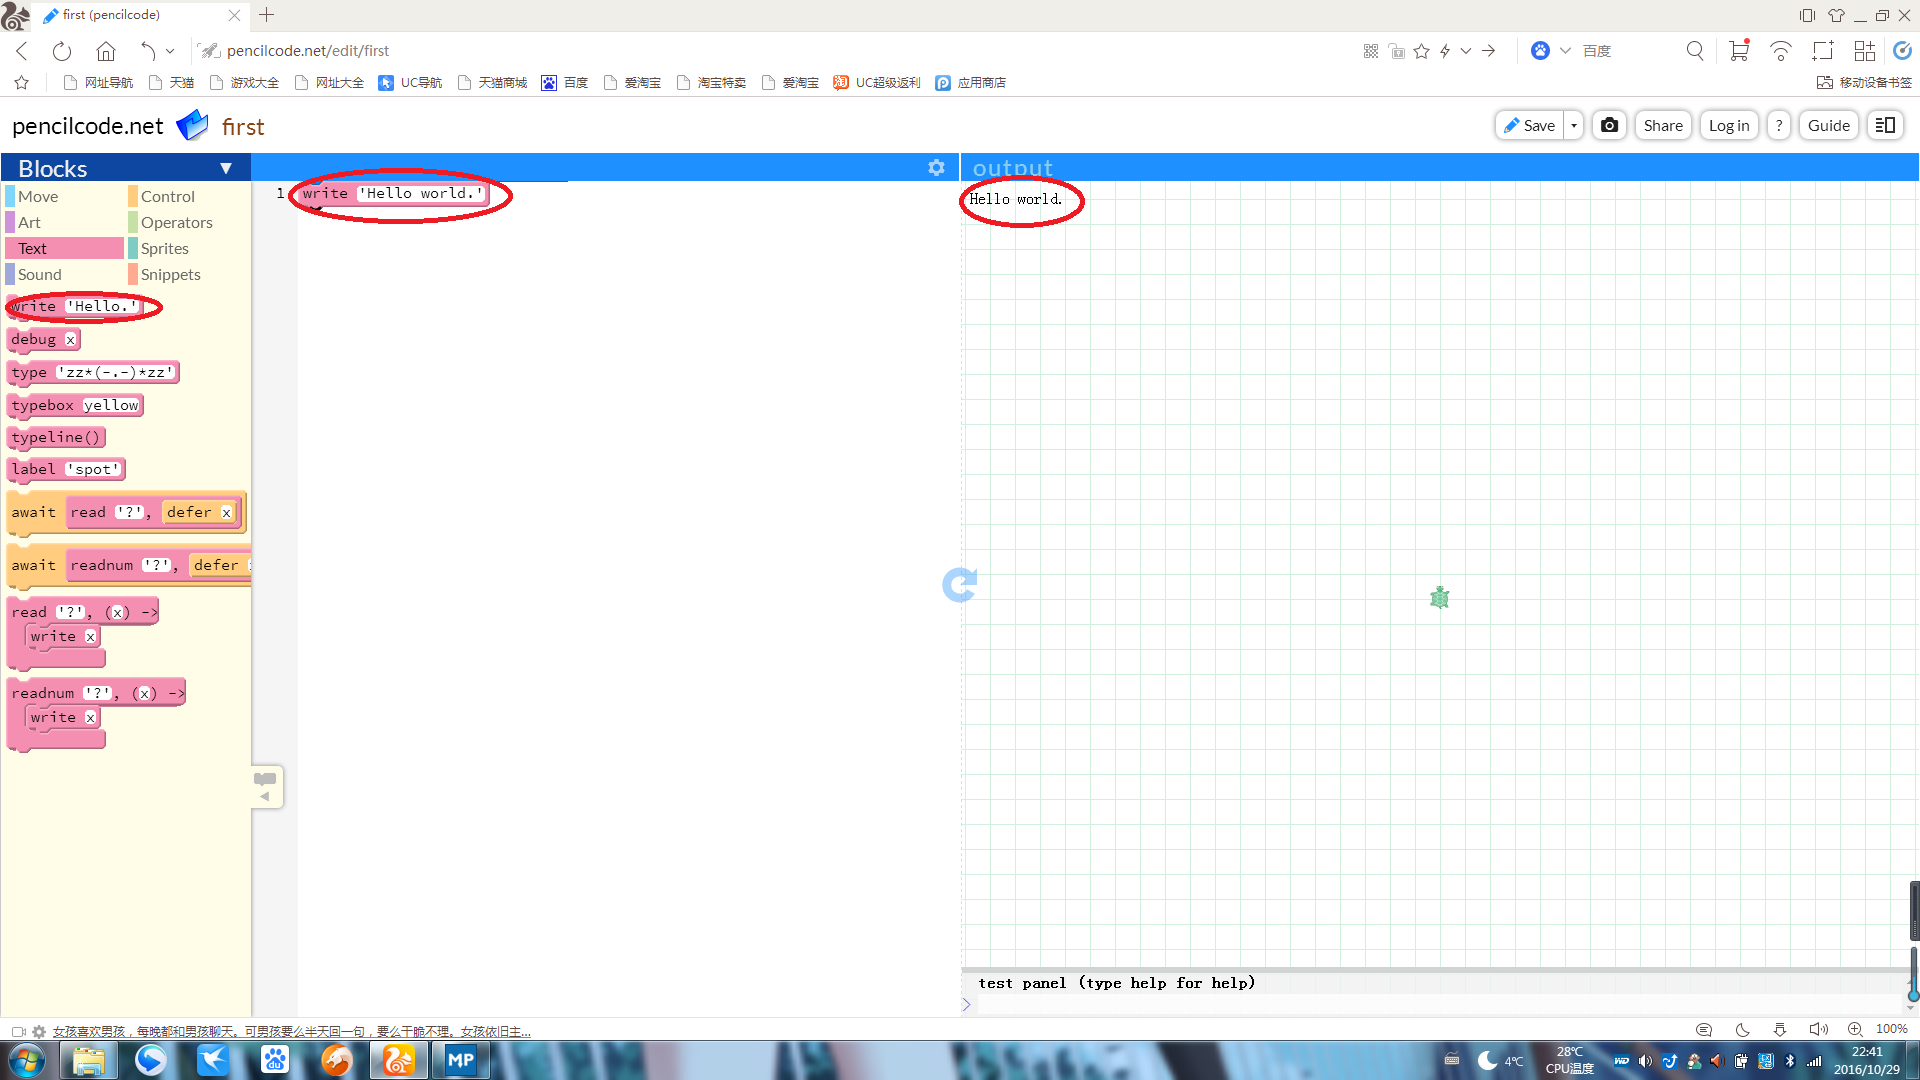 first (pencilcode)
pencilcode.net/edit/first
百度
网址导航 天猫 游戏大全 网址大全 UC导航 天猫商城 百度 爱淘宝 淘宝特卖 爱淘宝 UC超级返利 应用商店 移动设备书签
pencilcode.net first
Save Share Log in ? Guide
Blocks
output
Move Control
Art Operators
Text Sprites
Sound Snippets
write 'Hello.'
debug x
type 'zz*(-.-)*zz'
typebox yellow
typeline()
label 'spot'
await read '?', defer x
await readnum '?', defer
read '?', (x) ->
write x
readnum '?', (x) ->
write x
1 write 'Hello world.'
Hello world.
test panel (type help for help)
>
女孩喜欢男孩，每晚都和男孩聊天。可男孩要么半天回一句，要么干脆不理。女孩依旧主...
100%
du
MP
4℃
28℃
CPU温度
22:41
2016/10/29